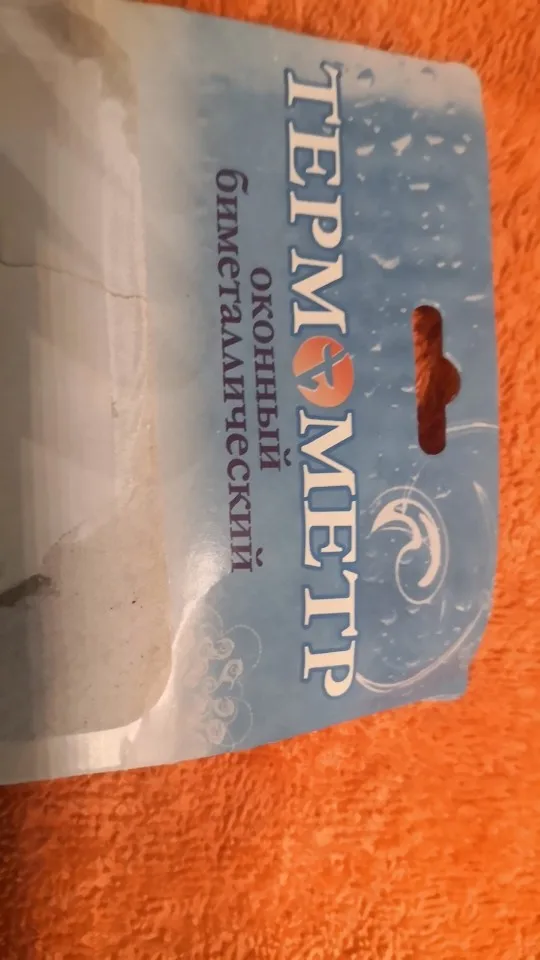 ТЕРМОМЕТР
оконный
биметаллический